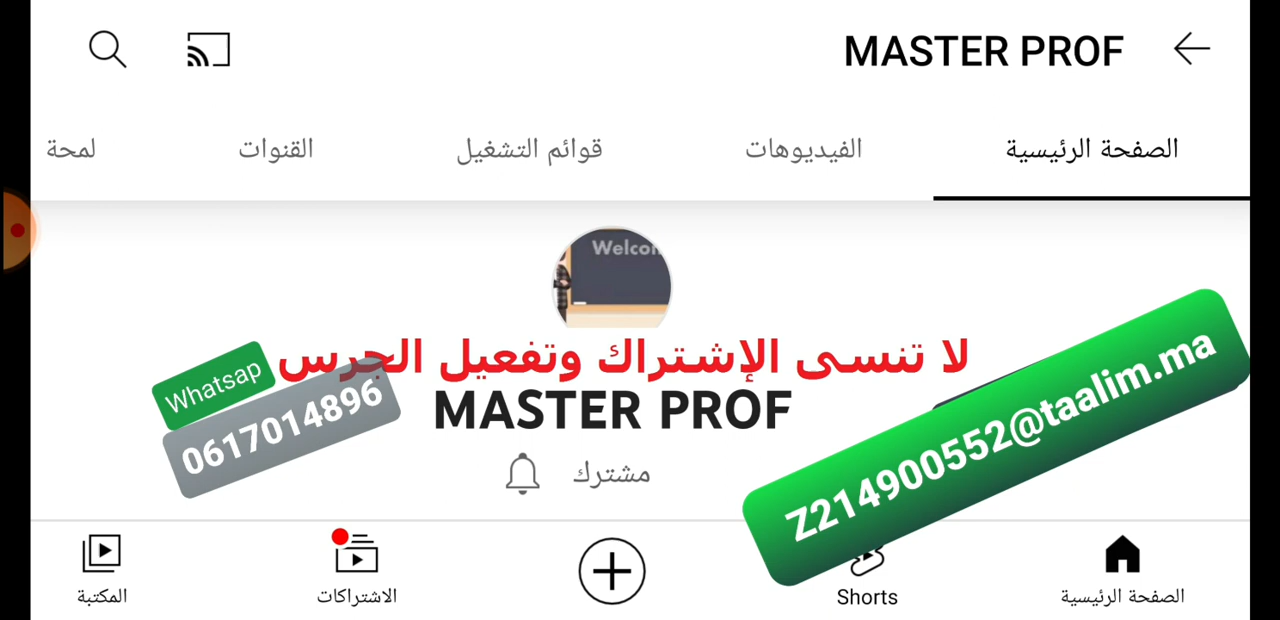 MASTER PROF
الصفحة الرئيسية
الفيديوهات
قوائم التشغيل
القنوات
لمحة
Welcom
لا تنسى الإشتراك وتفعيل الجرس
MASTER PROF
Whatsap
0617014896
Z214900552@taalim.ma
مشترك
الصفحة الرئيسية
Shorts
الاشتراكات
المكتبة